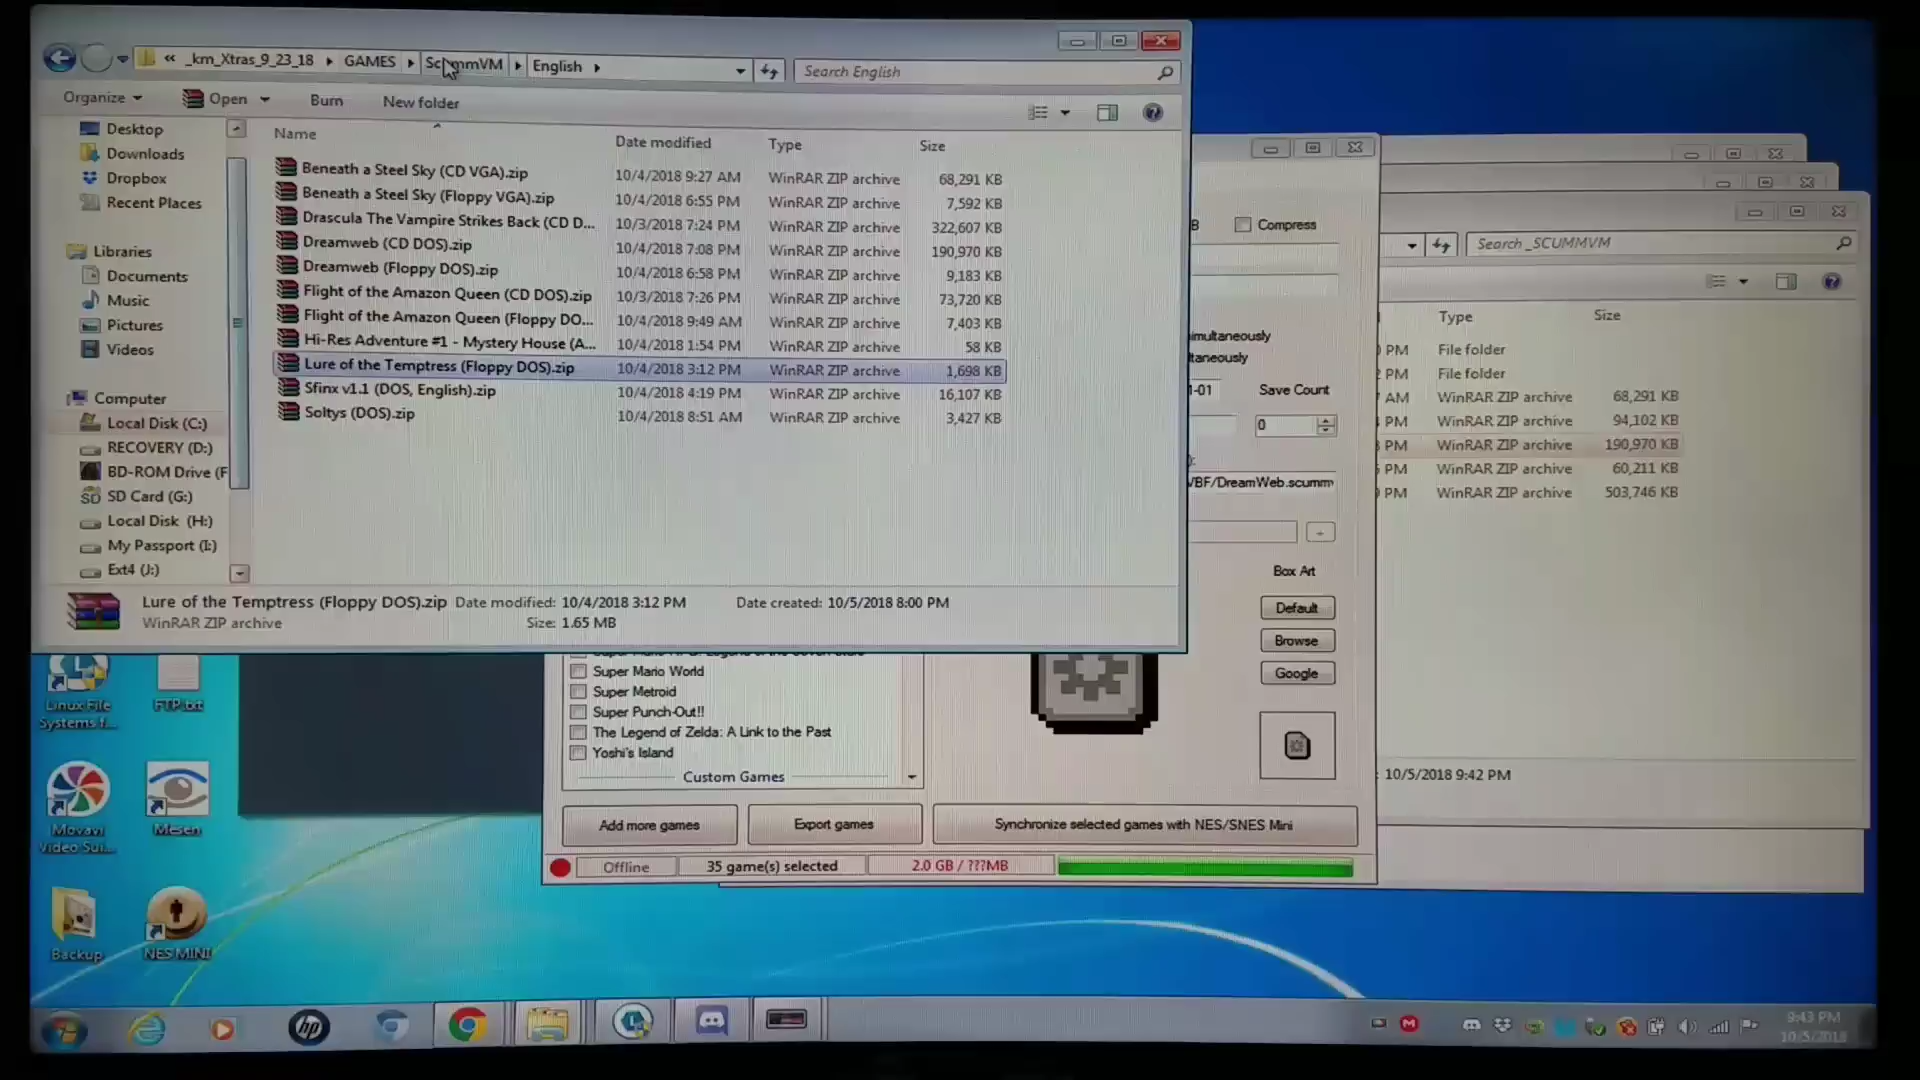 « _km_Xtras_9_23_18 ▸ GAMES ▸ ScummVM ▸ English ▸
Search English
Organize Open Burn New folder
Name Date modified Type Size
Desktop
Downloads
Dropbox
Recent Places
Libraries
Documents
Music
Pictures
Videos
Computer
Local Disk (C:)
RECOVERY (D:)
BD-ROM Drive (F
SD Card (G:)
Local Disk (H:)
My Passport (I:)
Ext4 (J:)
Beneath a Steel Sky (CD VGA).zip 10/4/2018 9:27 AM WinRAR ZIP archive 68,291 KB
Beneath a Steel Sky (Floppy VGA).zip 10/4/2018 6:55 PM WinRAR ZIP archive 7,592 KB
Drascula The Vampire Strikes Back (CD D... 10/3/2018 7:24 PM WinRAR ZIP archive 322,607 KB
Dreamweb (CD DOS).zip 10/4/2018 7:08 PM WinRAR ZIP archive 190,970 KB
Dreamweb (Floppy DOS).zip 10/4/2018 6:58 PM WinRAR ZIP archive 9,183 KB
Flight of the Amazon Queen (CD DOS).zip 10/3/2018 7:26 PM WinRAR ZIP archive 73,720 KB
Flight of the Amazon Queen (Floppy DO... 10/4/2018 9:49 AM WinRAR ZIP archive 7,403 KB
Hi-Res Adventure #1 - Mystery House (A... 10/4/2018 1:54 PM WinRAR ZIP archive 58 KB
Lure of the Temptress (Floppy DOS).zip 10/4/2018 3:12 PM WinRAR ZIP archive 1,698 KB
Sfinx v1.1 (DOS, English).zip 10/4/2018 4:19 PM WinRAR ZIP archive 16,107 KB
Soltys (DOS).zip 10/4/2018 8:51 AM WinRAR ZIP archive 3,427 KB
Lure of the Temptress (Floppy DOS).zip Date modified: 10/4/2018 3:12 PM Date created: 10/5/2018 8:00 PM
WinRAR ZIP archive Size: 1.65 MB
B Compress
imultaneously
ltaneously
1-01 Save Count
0
/BF/DreamWeb.scummv
Box Art
Default
Browse
Google
Super Mario World
Super Metroid
Super Punch-Out!!
The Legend of Zelda: A Link to the Past
Yoshi's Island
Custom Games
Add more games Export games Synchronize selected games with NES/SNES Mini
Offline 35 game(s) selected 2.0 GB / ???MB
Search _SCUMMVM
Type Size
PM File folder
PM File folder
AM WinRAR ZIP archive 68,291 KB
PM WinRAR ZIP archive 94,102 KB
PM WinRAR ZIP archive 190,970 KB
PM WinRAR ZIP archive 60,211 KB
PM WinRAR ZIP archive 503,746 KB
10/5/2018 9:42 PM
Linux File
Systems f...
FTP.txt
Movavi
Video Sui...
Mesen
Backup
NES MINI
hp
9:43 PM
10/5/2018